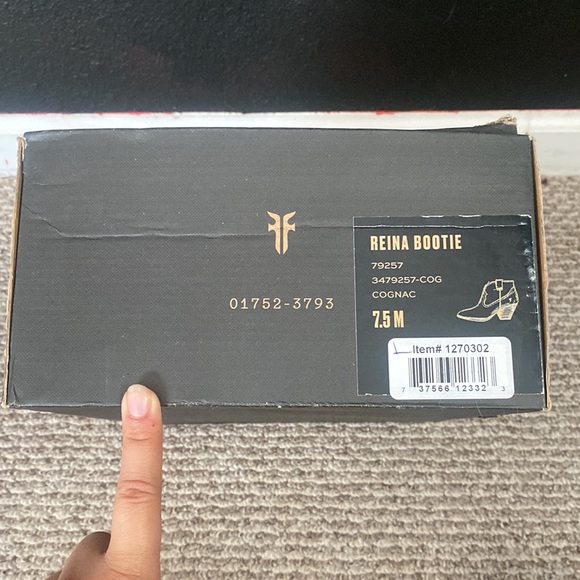 01752-3793
REINA BOOTIE
79257
3479257-COG
COGNAC
7.5 M
Item# 1270302
7 37566 12332 3